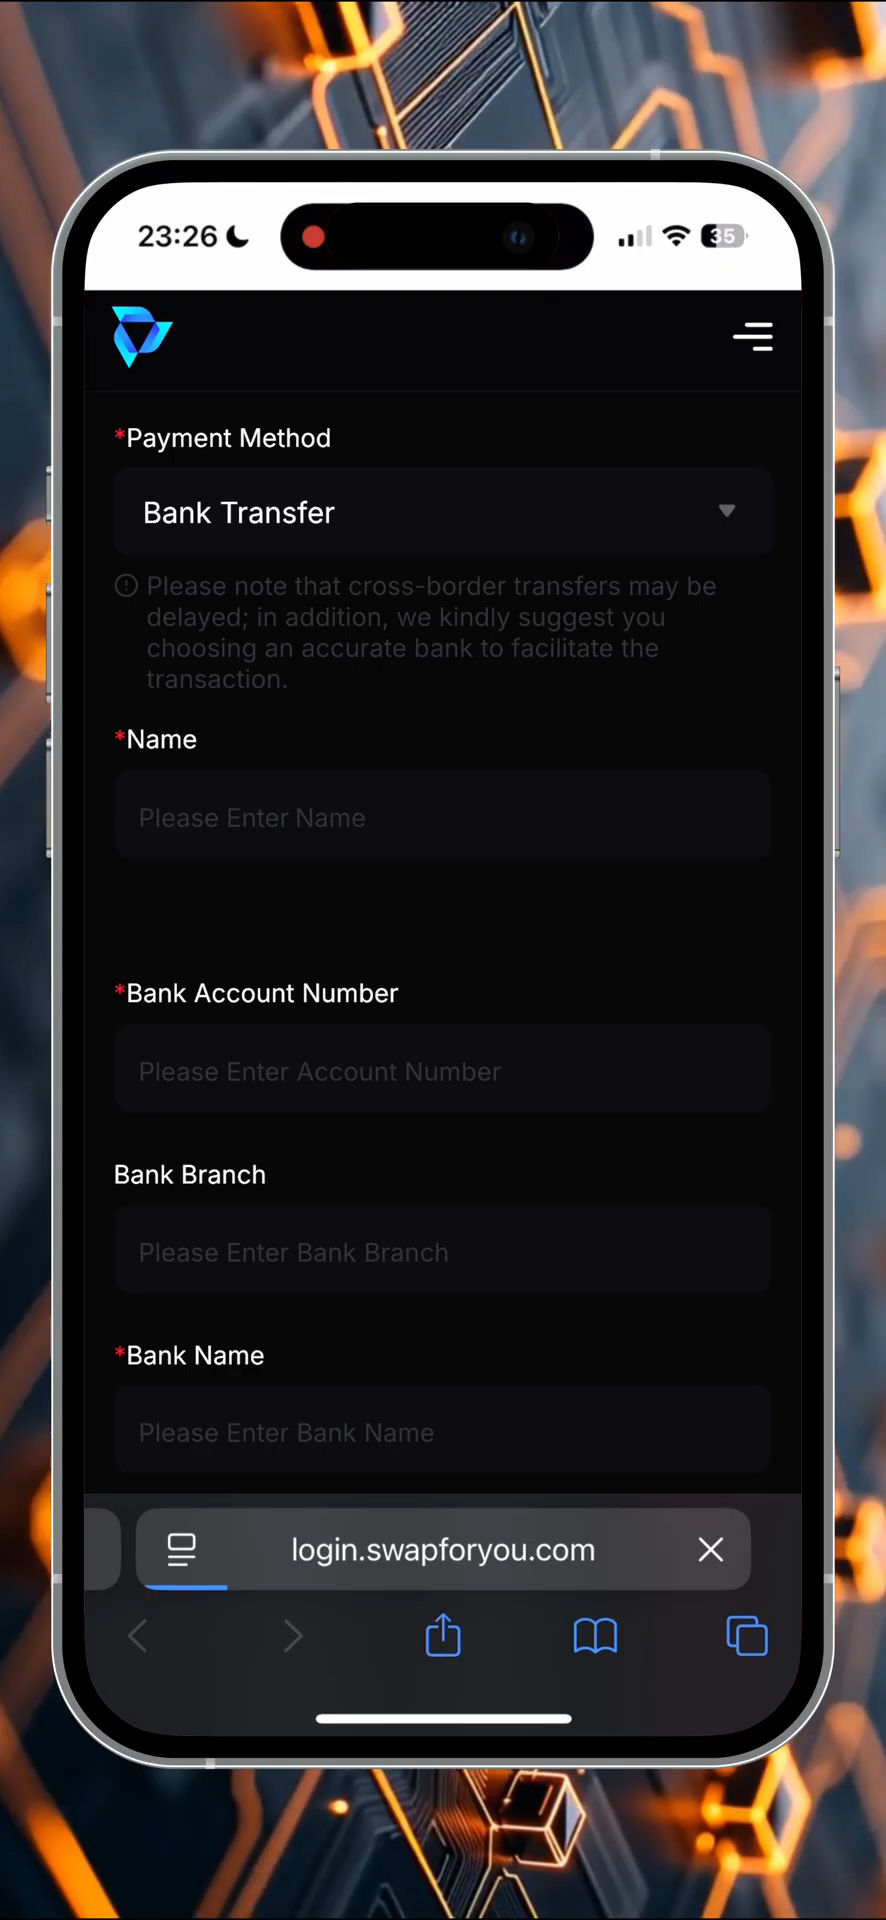 23:26
35
*Payment Method
Bank Transfer
Please note that cross-border transfers may be
delayed; in addition, we kindly suggest you
choosing an accurate bank to facilitate the
transaction.
*Name
Please Enter Name
*Bank Account Number
Please Enter Account Number
Bank Branch
Please Enter Bank Branch
*Bank Name
Please Enter Bank Name
login.swapforyou.com